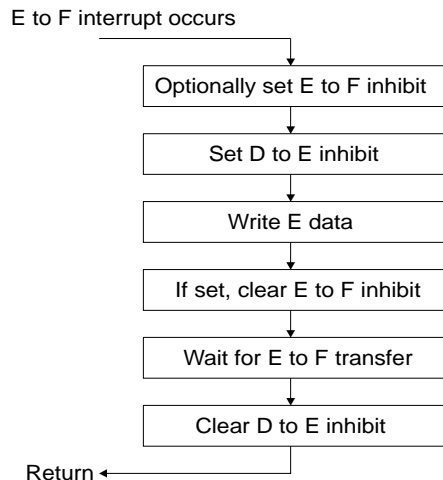 E to F interrupt occurs
Optionally set E to F inhibit
Set D to E inhibit
Write E data
If set, clear E to F inhibit
Wait for E to F transfer
Clear D to E inhibit
Return